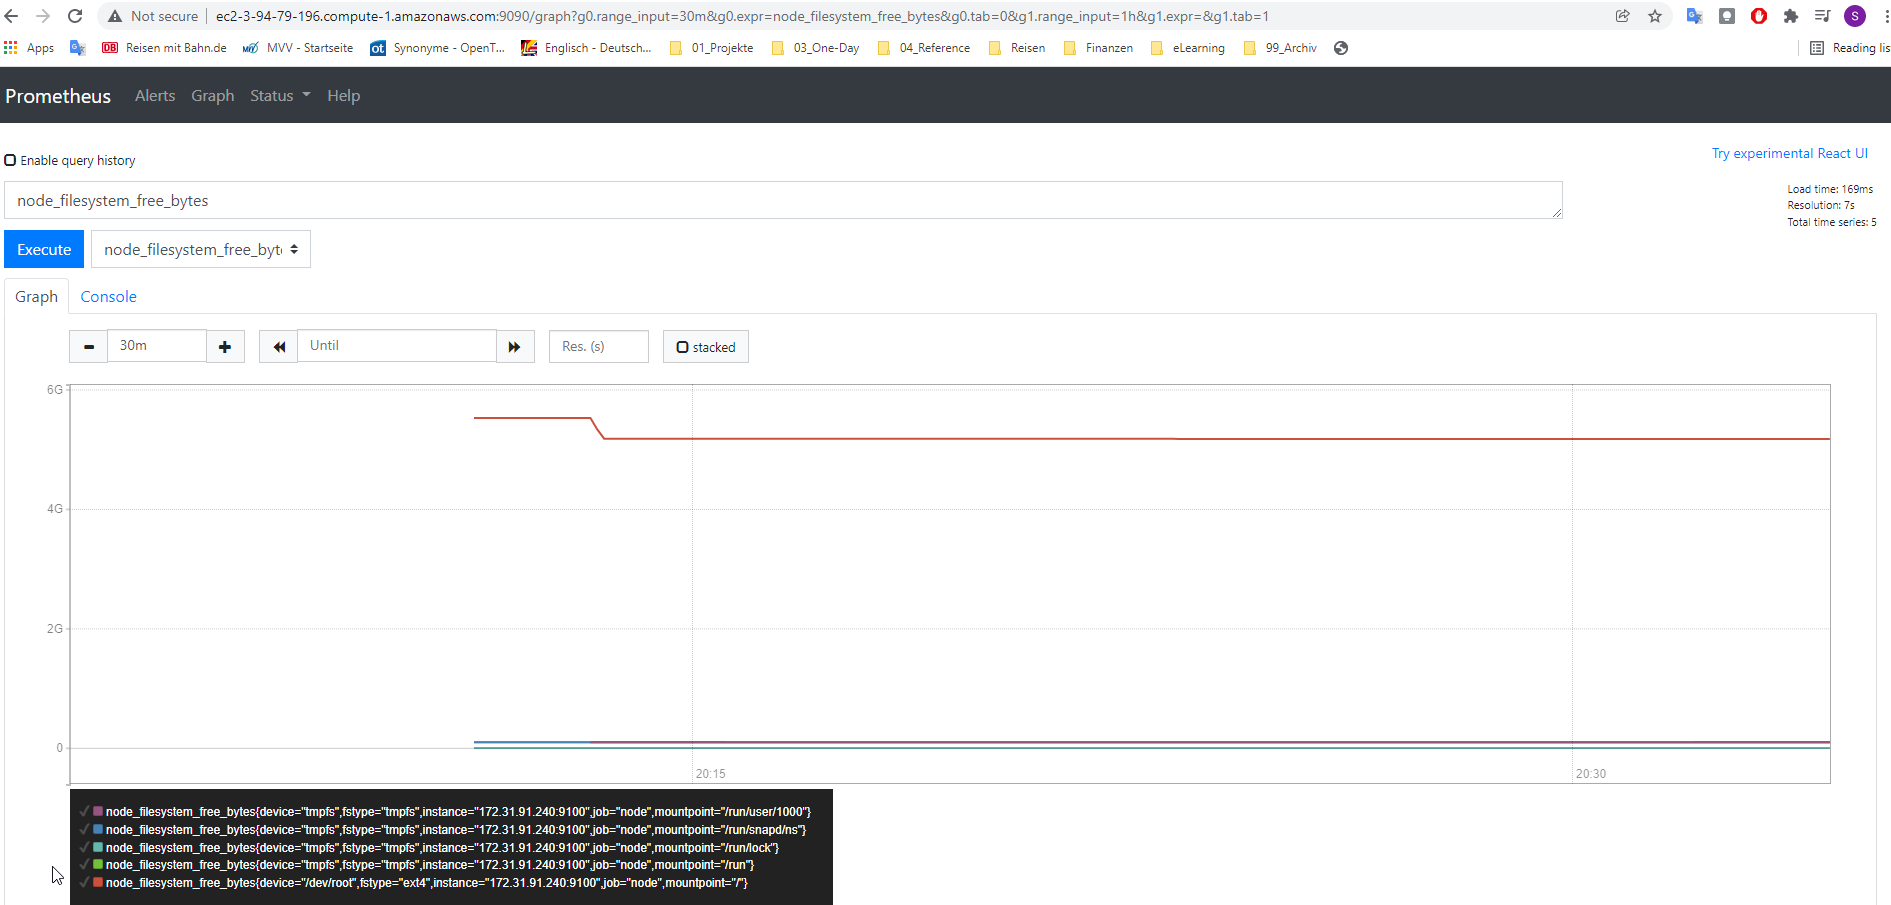 Not secure
ec2-3-94-79-196.compute-1.amazonaws.com:9090/graph?g0.range_input=30m&g0.expr=node_filesystem_free_bytes&g0.tab=0&g1.range_input=1h&g1.expr=&g1.tab=1
S
Apps
DB Reisen mit Bahn.de
MVV - Startseite
ot Synonyme - OpenT...
Englisch - Deutsch...
01_Projekte
03_One-Day
04_Reference
Reisen
Finanzen
eLearning
99_Archiv
Reading lis
Prometheus
Alerts
Graph
Status
Help
Enable query history
Try experimental React UI
node_filesystem_free_bytes
Load time: 169ms
Resolution: 7s
Total time series: 5
Execute
node_filesystem_free_byt
Graph
Console
30m
Until
Res. (s)
stacked
6G
4G
2G
0
20:15
20:30
node_filesystem_free_bytes{device="tmpfs",fstype="tmpfs",instance="172.31.91.240:9100",job="node",mountpoint="/run/user/1000"}
node_filesystem_free_bytes{device="tmpfs",fstype="tmpfs",instance="172.31.91.240:9100",job="node",mountpoint="/run/snapd/ns"}
node_filesystem_free_bytes{device="tmpfs",fstype="tmpfs",instance="172.31.91.240:9100",job="node",mountpoint="/run/lock"}
node_filesystem_free_bytes{device="tmpfs",fstype="tmpfs",instance="172.31.91.240:9100",job="node",mountpoint="/run"}
node_filesystem_free_bytes{device="/dev/root",fstype="ext4",instance="172.31.91.240:9100",job="node",mountpoint="/"}